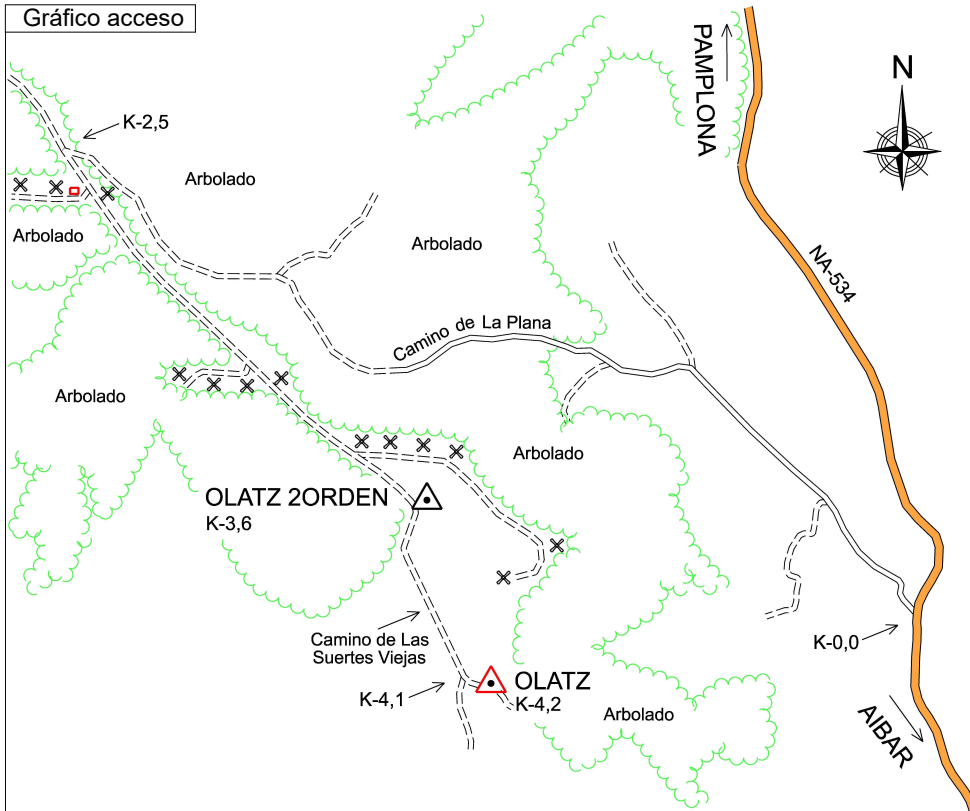 Gráfico acceso
PAMPLONA
N
K-2,5
Arbolado
Arbolado
Arbolado
NA-534
Camino de La Plana
Arbolado
Arbolado
OLATZ 2ORDEN
K-3,6
Camino de Las
Suertes Viejas
K-0,0
OLATZ
K-4,2
K-4,1
Arbolado
AIBAR